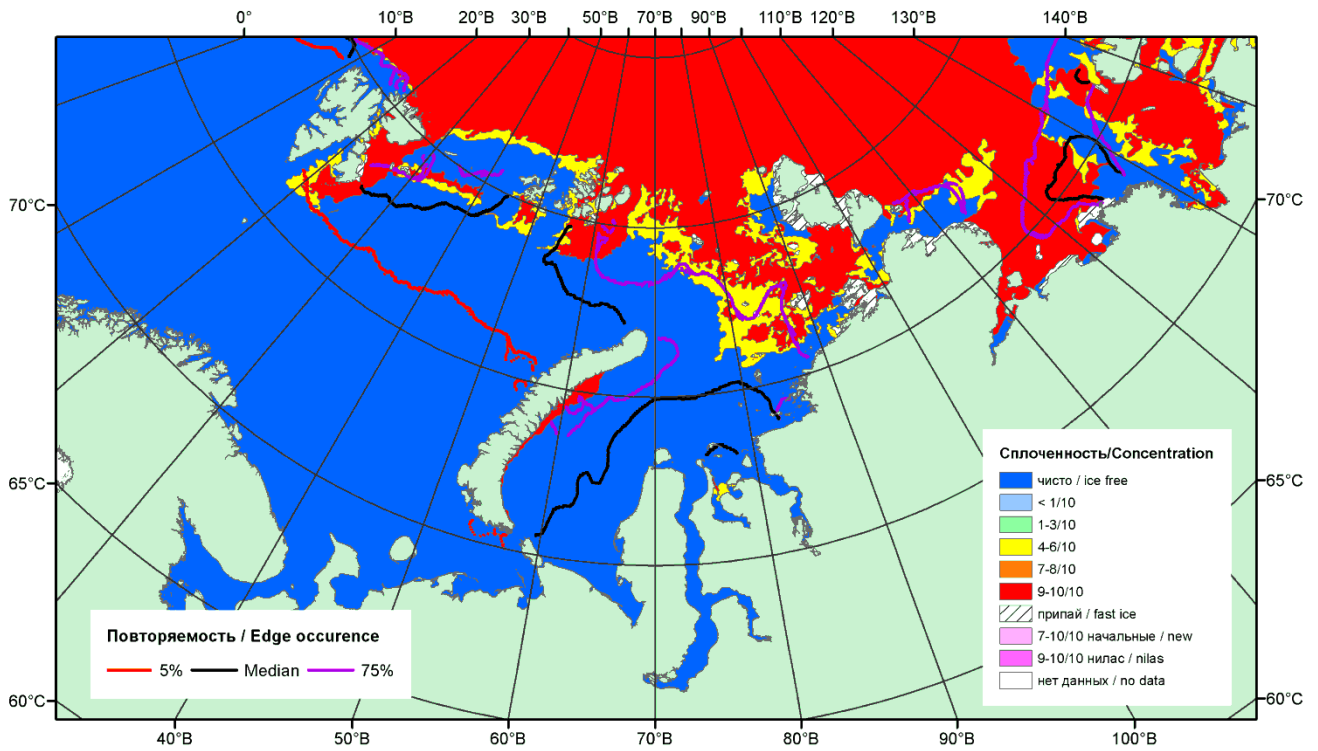 0° 10°В 20°В 30°В 50°В 70°В 90°В 110°В 120°В 130°В 140°В
70°С 70°С
Сплоченность/Concentration
чисто / ice free
< 1/10
1-3/10
4-6/10
7-8/10
9-10/10
припай / fast ice
7-10/10 начальные / new
9-10/10 нилас / nilas
нет данных / no data
65°С 65°С
Повторяемость / Edge occurence
5% Median 75%
60°С 60°С
40°В 50°В 60°В 70°В 80°В 90°В 100°В